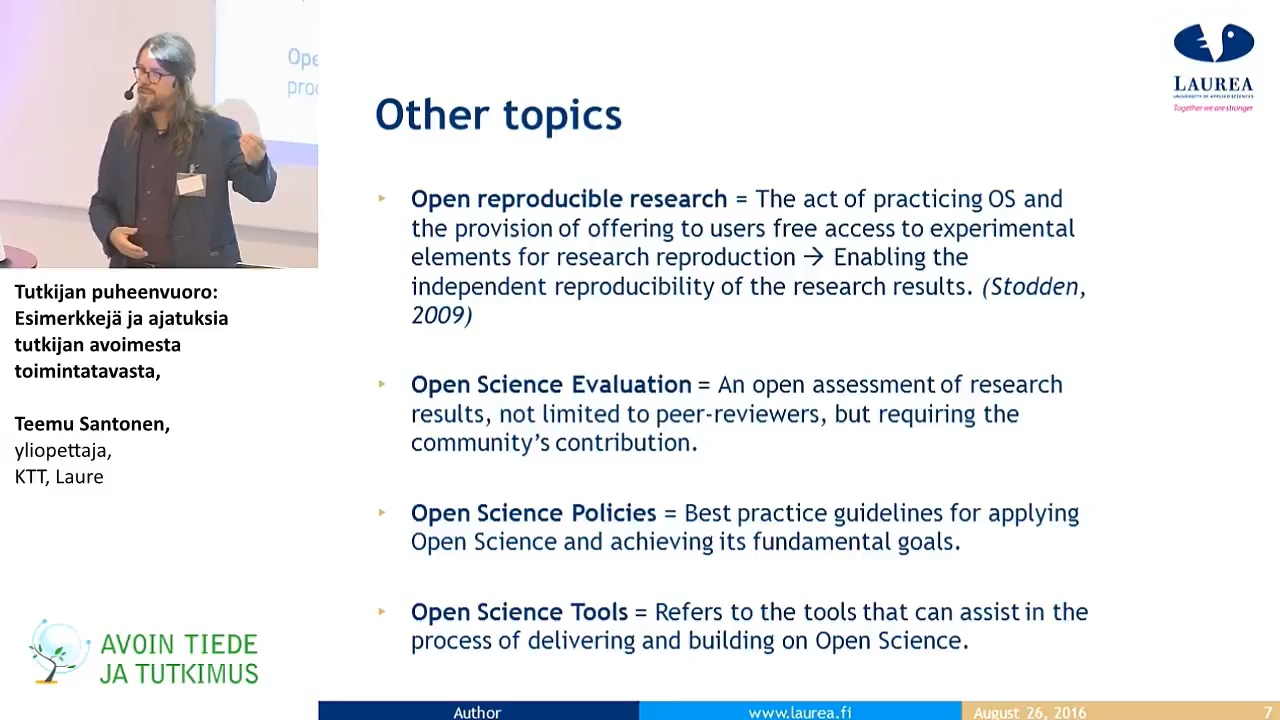 Ope
proc
LAUREA
UNIVERSITY OF APPLIED SCIENCES
Together we are stronger
Other topics
Open reproducible research = The act of practicing OS and
the provision of offering to users free access to experimental
elements for research reproduction → Enabling the
independent reproducibility of the research results. (Stodden,
2009)
Open Science Evaluation = An open assessment of research
results, not limited to peer-reviewers, but requiring the
community’s contribution.
Open Science Policies = Best practice guidelines for applying
Open Science and achieving its fundamental goals.
Open Science Tools = Refers to the tools that can assist in the
process of delivering and building on Open Science.
Tutkijan puheenvuoro:
Esimerkkejä ja ajatuksia
tutkijan avoimesta
toimintatavasta,
Teemu Santonen,
yliopettaja,
KTT, Laure
AVOIN TIEDE
JA TUTKIMUS
Author
www.laurea.fi
August 26, 2016
7